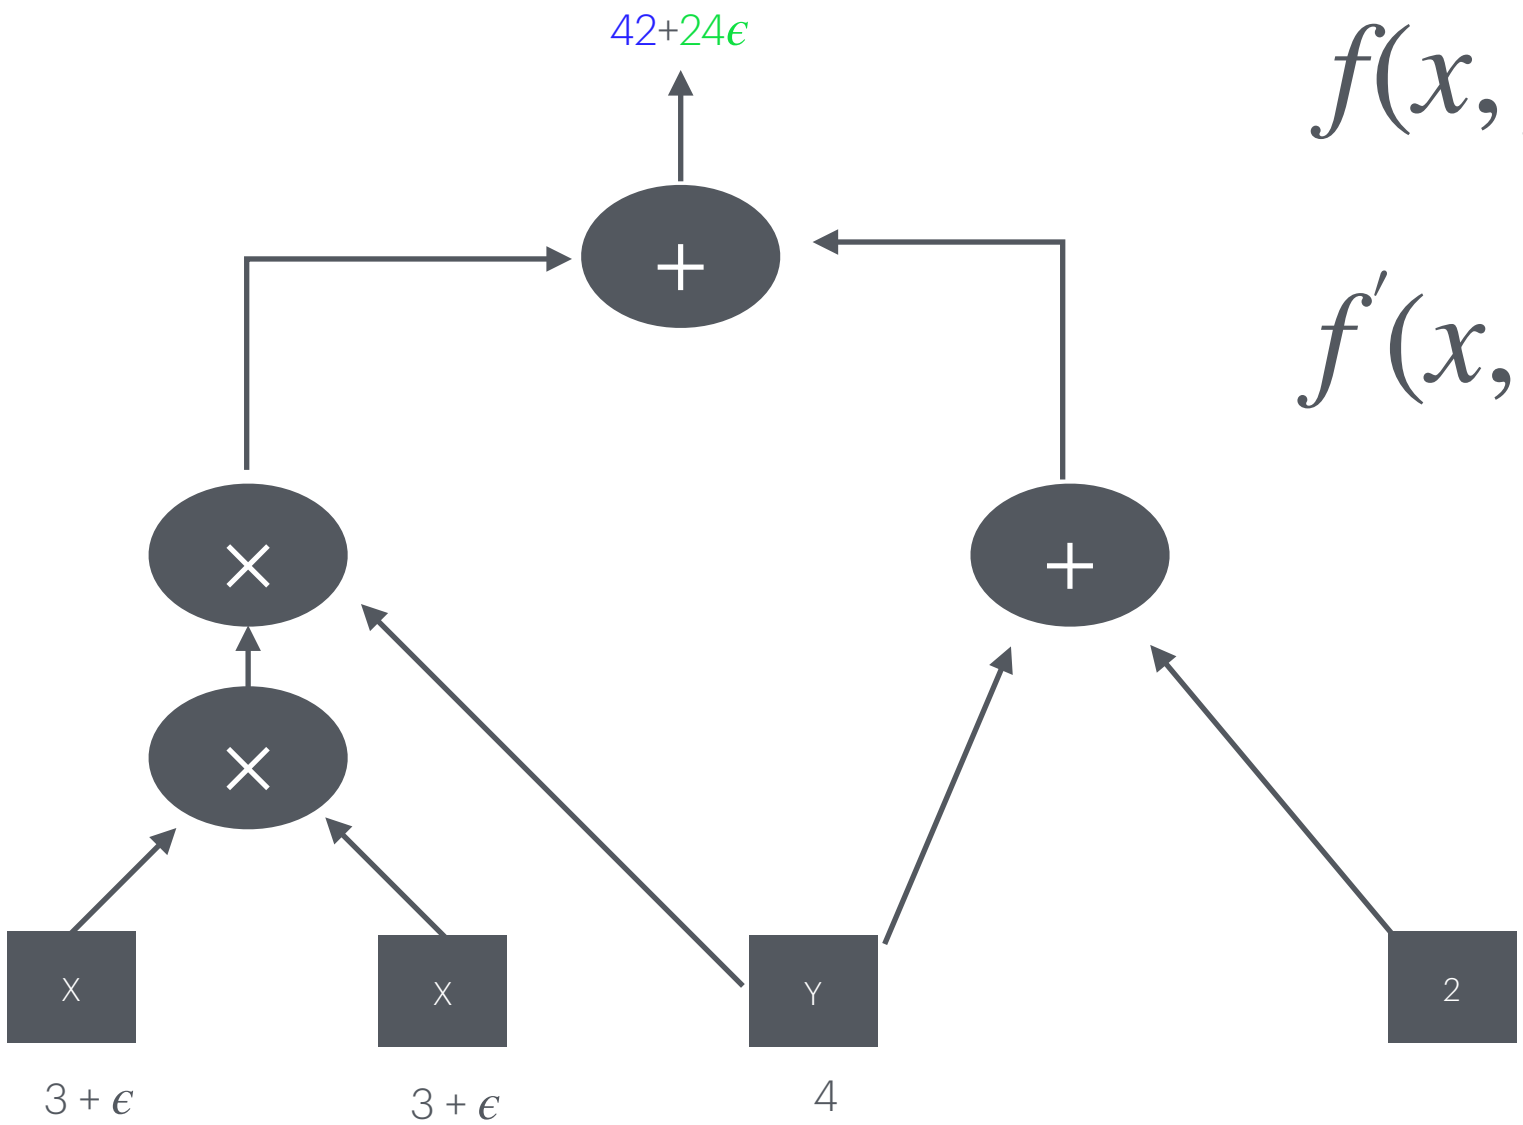 42+24ϵ
f(x,
+
f′(x,
×
+
×
X
X
Y
2
3 + ϵ
3 + ϵ
4